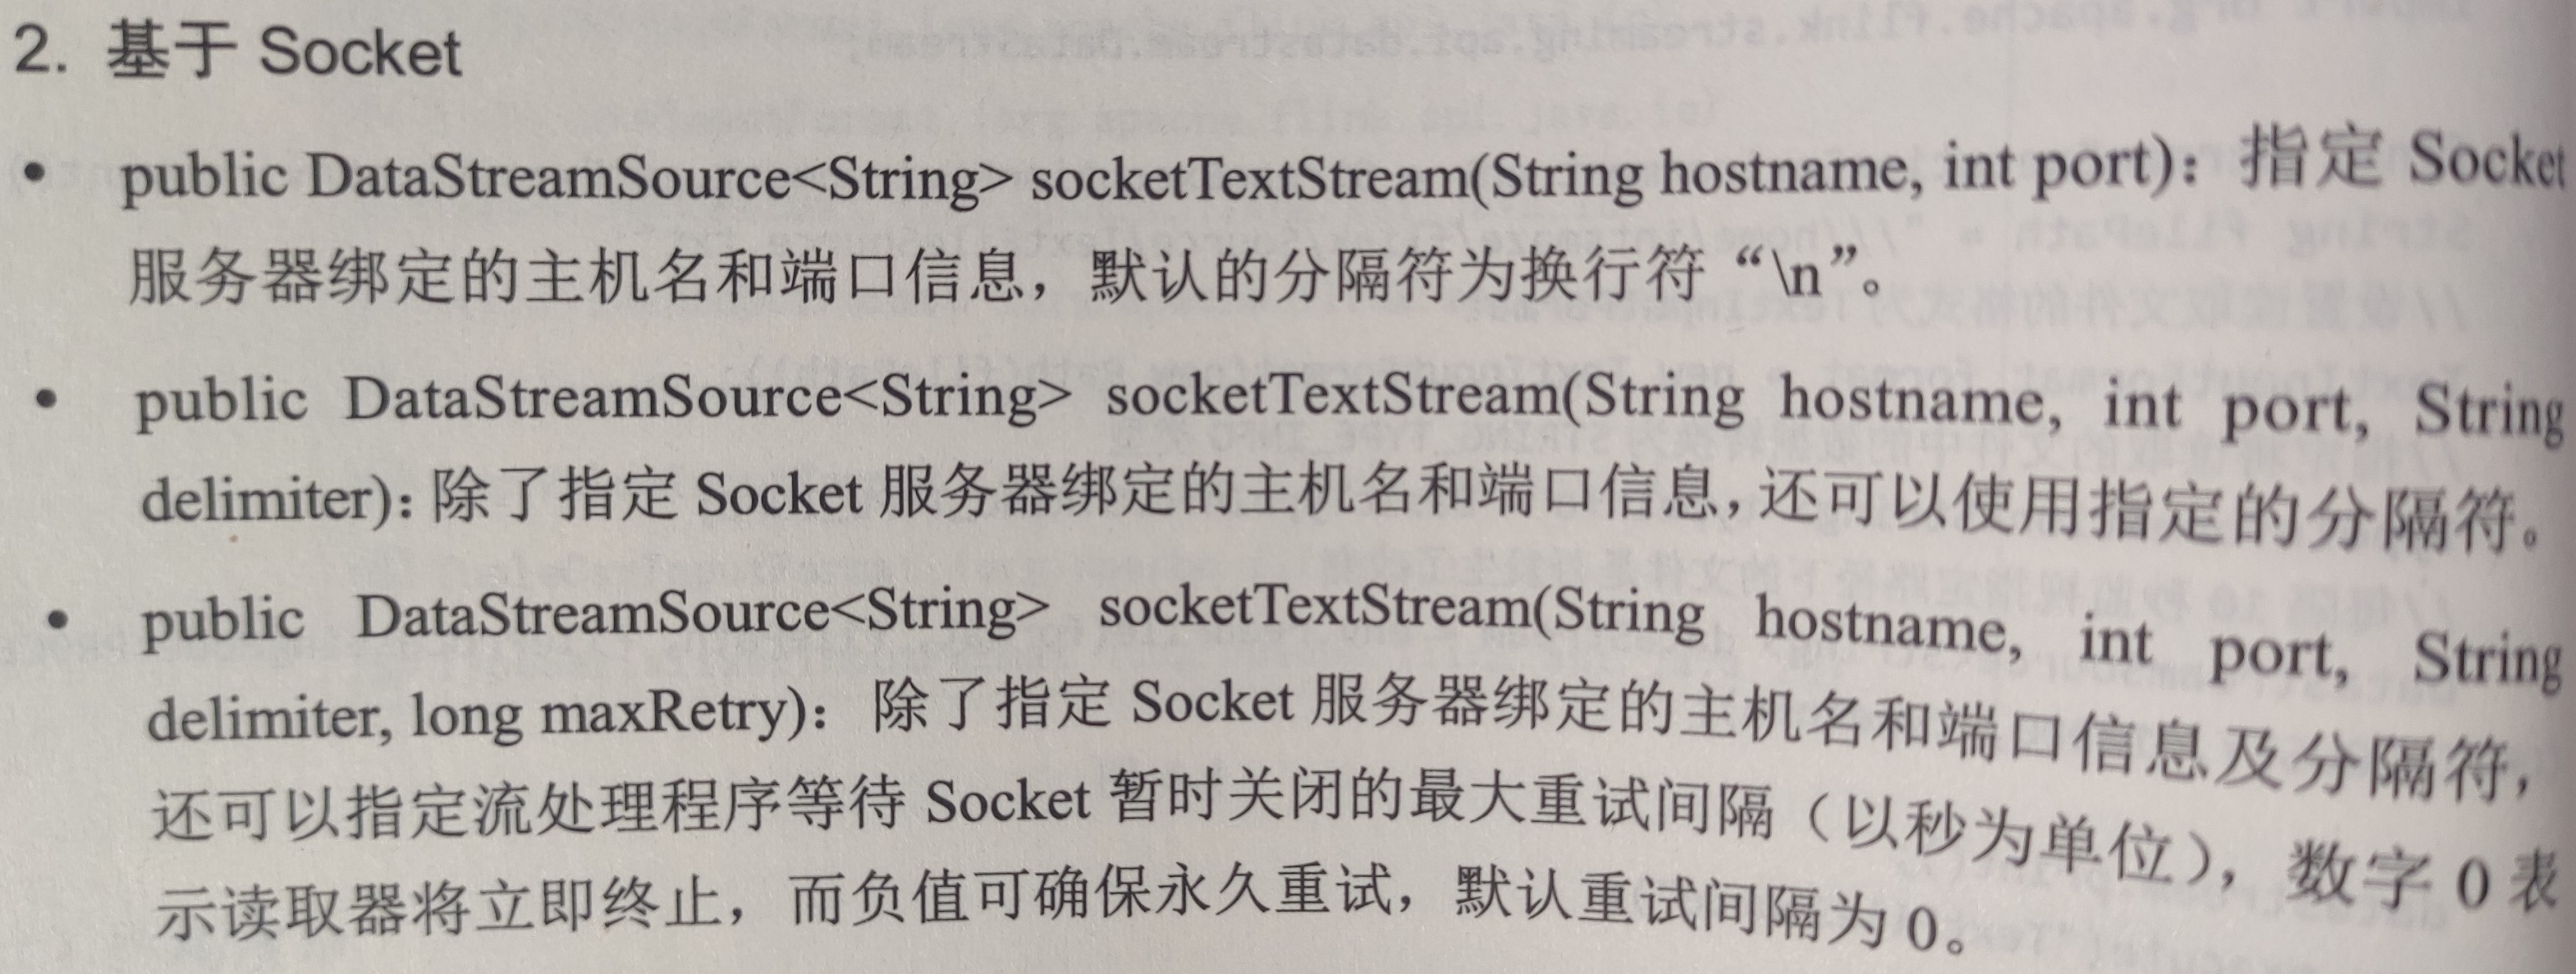 2. 基于 Socket
• public DataStreamSource<String> socketTextStream(String hostname, int port)：指定 Socket
服务器绑定的主机名和端口信息，默认的分隔符为换行符“\n”。
• public DataStreamSource<String> socketTextStream(String hostname, int port, String
delimiter)：除了指定 Socket 服务器绑定的主机名和端口信息，还可以使用指定的分隔符。
• public DataStreamSource<String> socketTextStream(String hostname, int port, String
delimiter, long maxRetry)：除了指定 Socket 服务器绑定的主机名和端口信息及分隔符，
还可以指定流处理程序等待 Socket 暂时关闭的最大重试间隔（以秒为单位），数字 0 表
示读取器将立即终止，而负值可确保永久重试，默认重试间隔为 0。